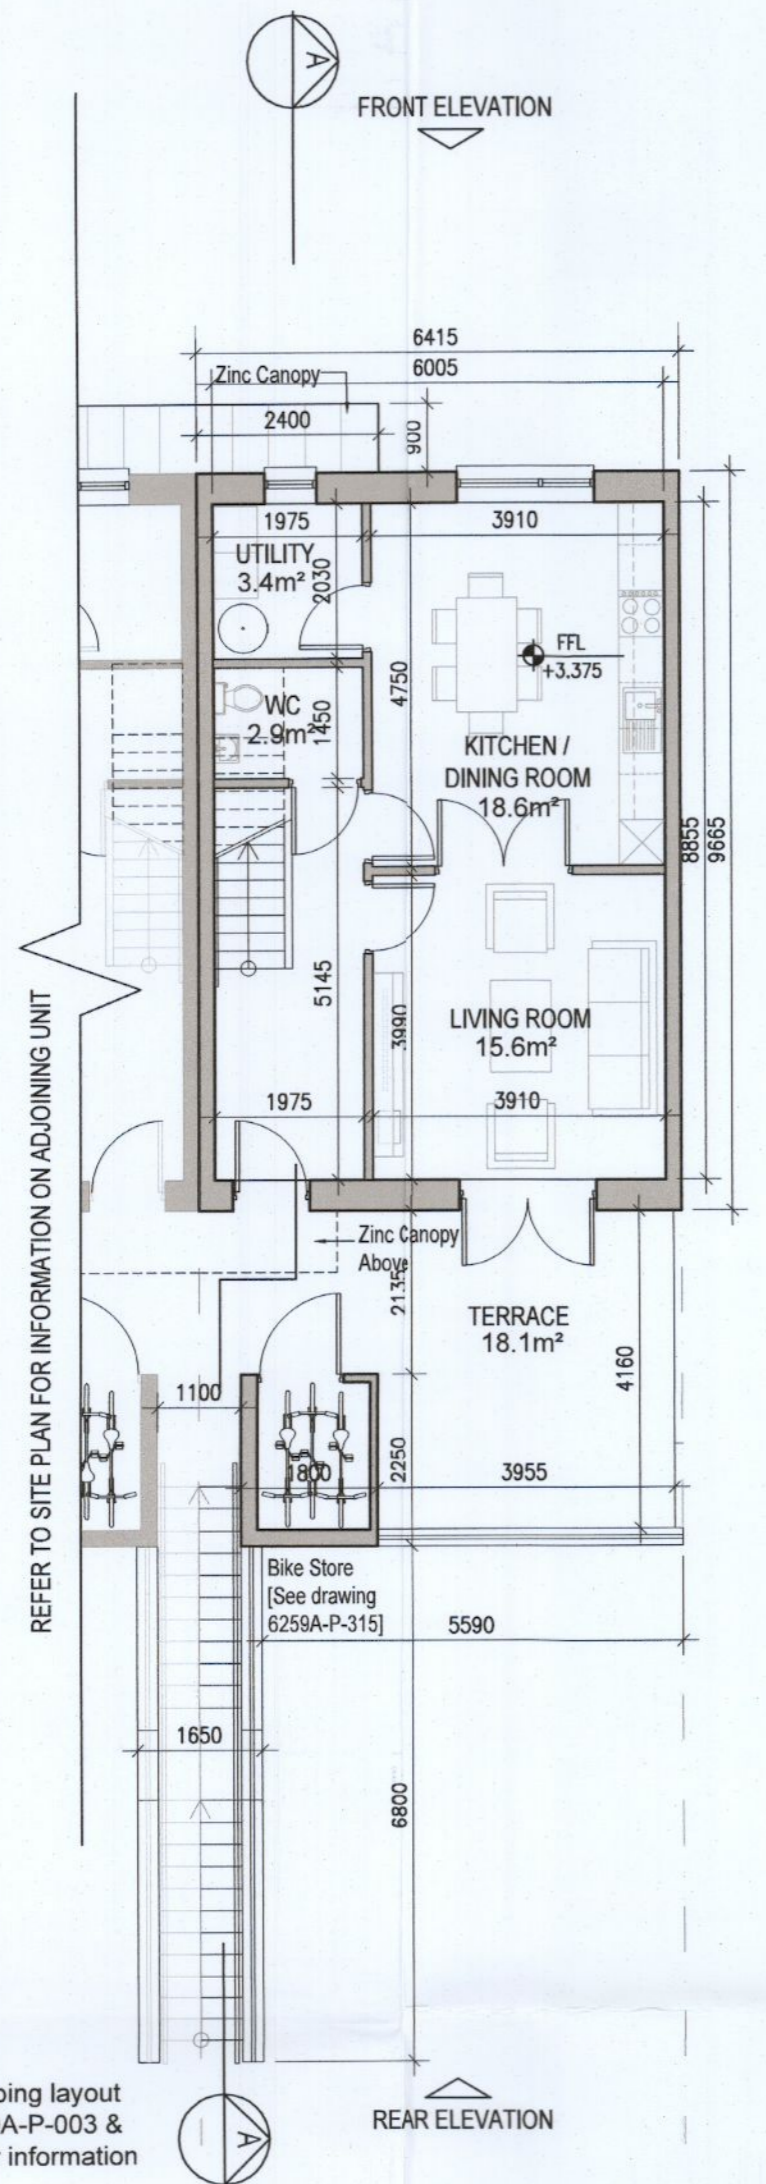 A
FRONT ELEVATION
6415
6005
Zinc Canopy
2400
900
1975
3910
UTILITY
3.4m²
2030
FFL
+3.375
4750
WC
2.9m²
1450
KITCHEN /
DINING ROOM
18.6m²
8855
9665
5145
3990
LIVING ROOM
15.6m²
1975
3910
REFER TO SITE PLAN FOR INFORMATION ON ADJOINING UNIT
Zinc Canopy
Above
2135
TERRACE
18.1m²
4160
1100
1800
2250
3955
Bike Store
[See drawing
6259A-P-315]
5590
1650
6800
layout
A-P-003 &
information
A
REAR ELEVATION